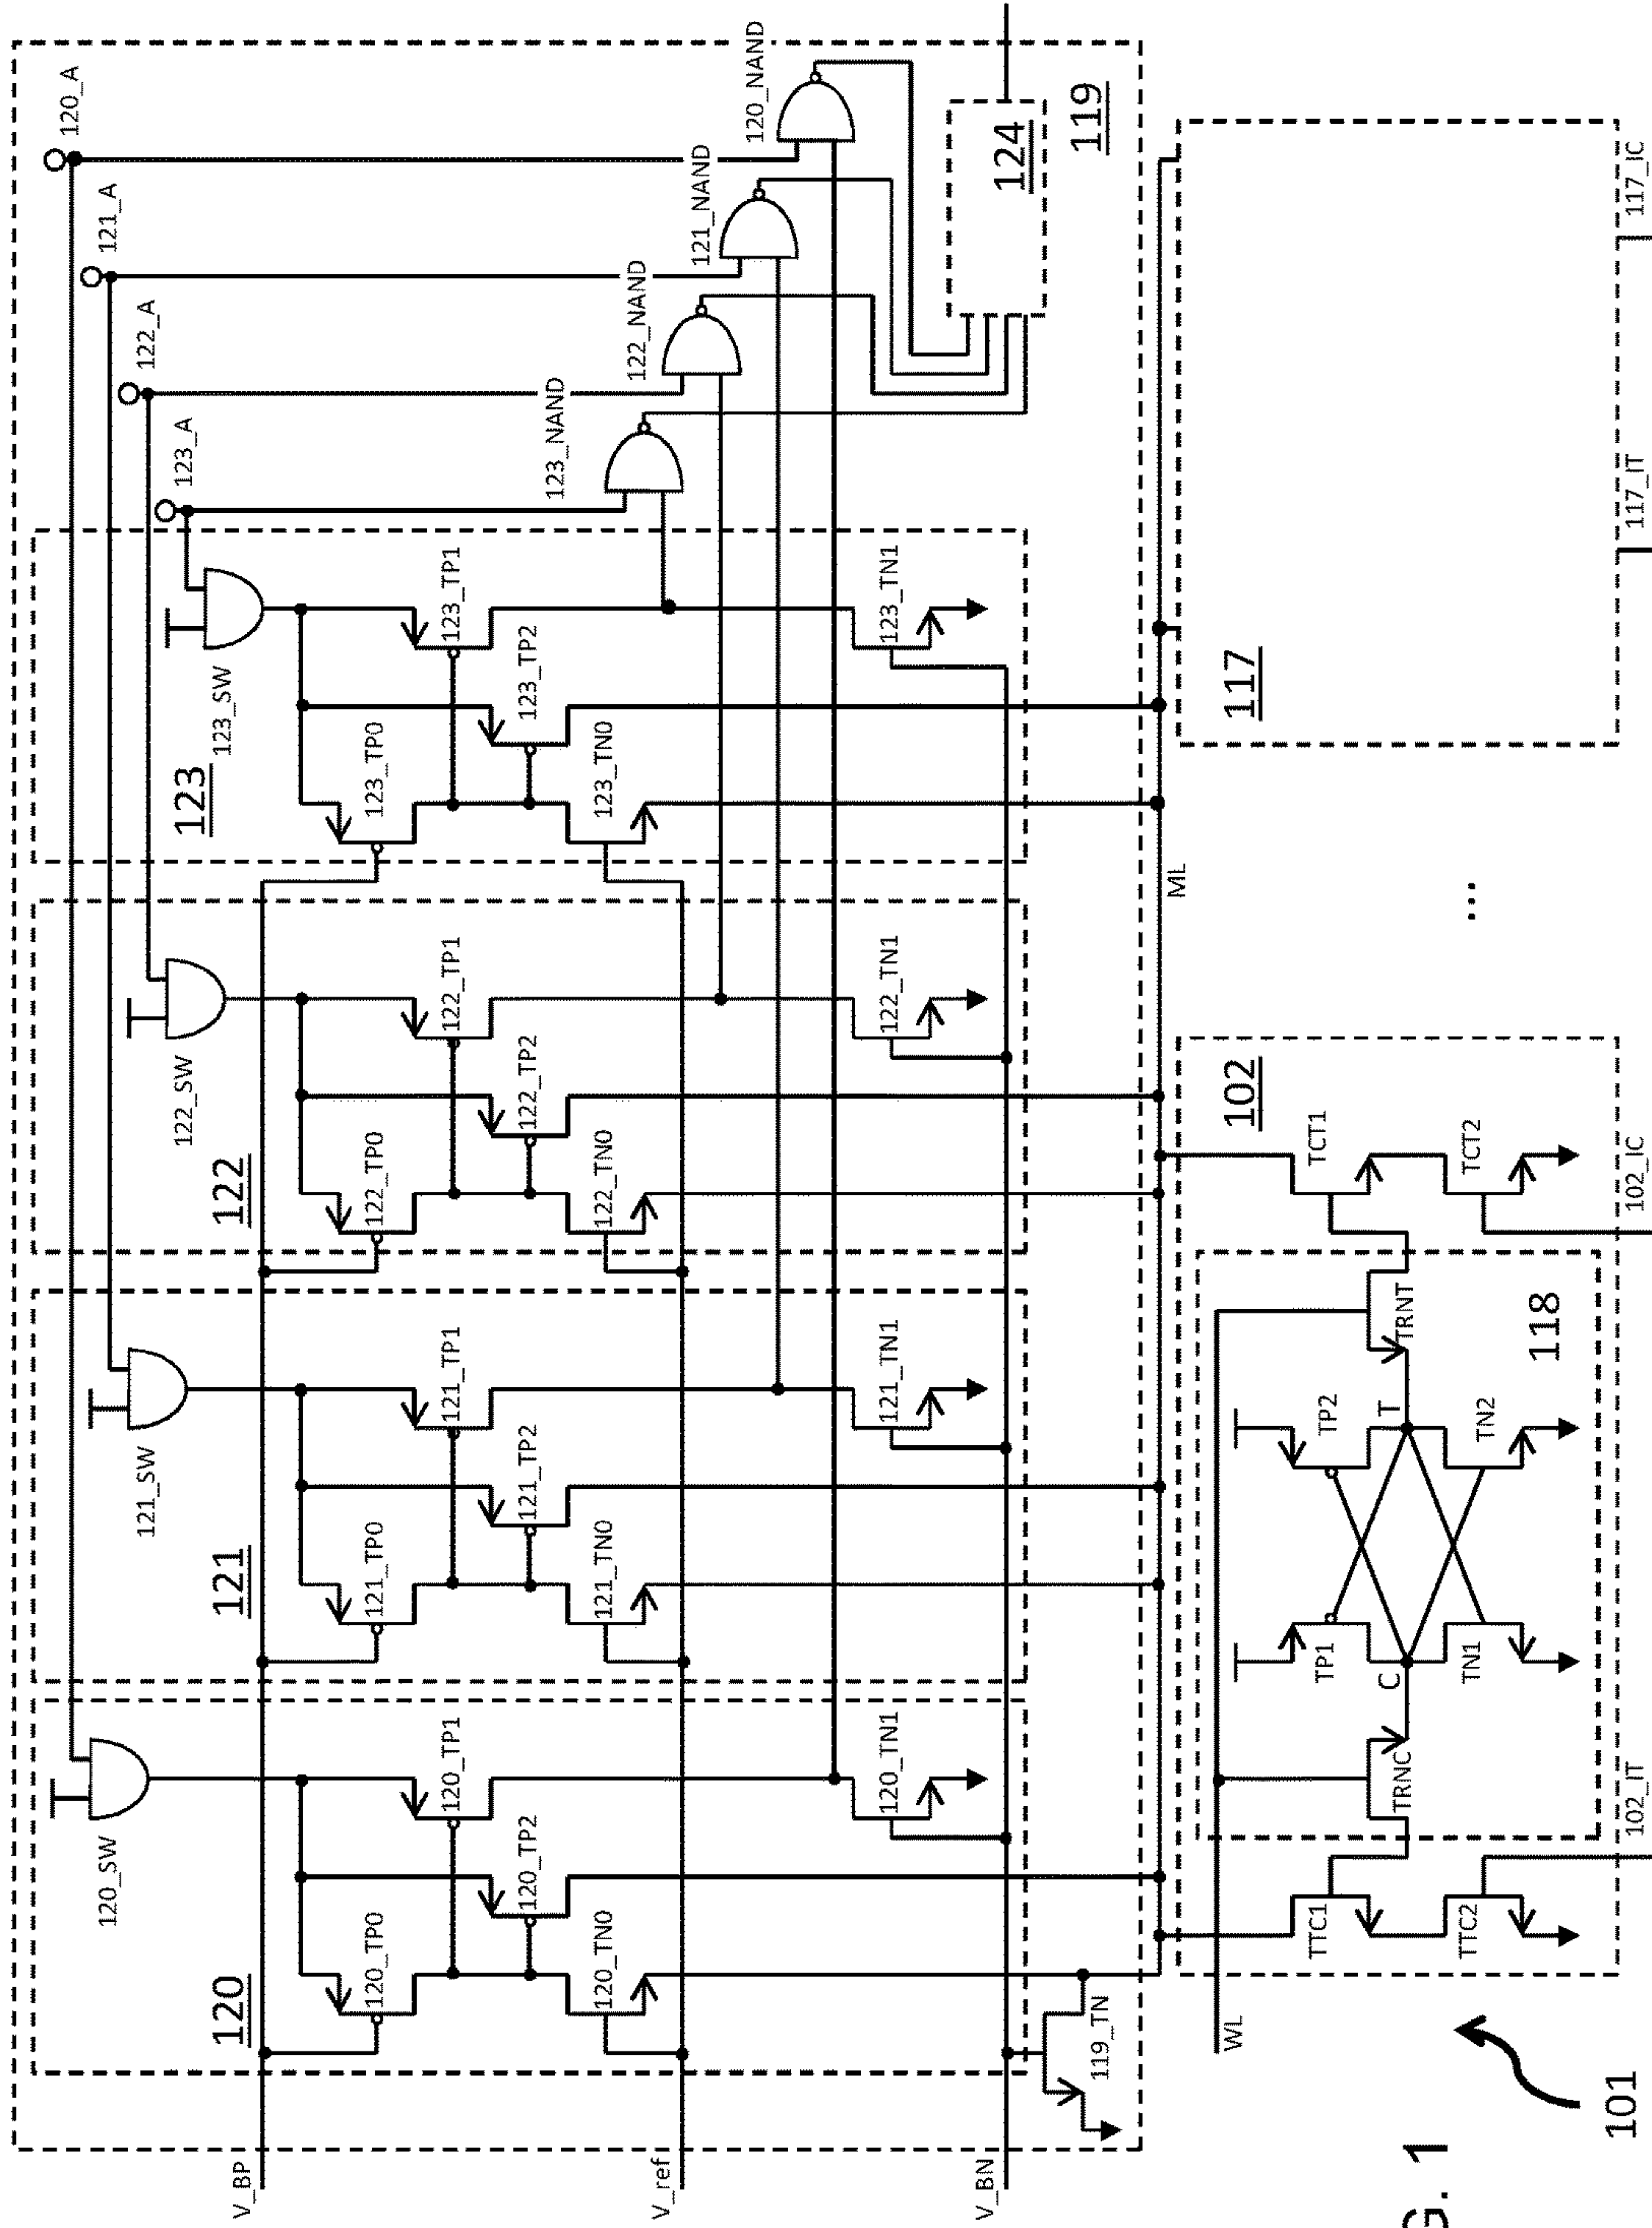 120_A
121_A
122_A
123_A
120_NAND
121_NAND
122_NAND
123_NAND
124
119
120_SW
121_SW
122_SW
123_SW
120
120_TP0
120_TP1
120_TP2
120_TN0
120_TN1
121
121_TP0
121_TP1
121_TP2
121_TN0
121_TN1
122
122_TP0
122_TP1
122_TP2
122_TN0
122_TN1
123
123_TP0
123_TP1
123_TP2
123_TN0
123_TN1
V_BP
V_ref
V_BN
119_TN
ML
WL
102
TTC1
TTC2
TRNC
C
TP1
TN1
TP2
TN2
T
TRNT
118
TCT1
TCT2
102_IT
102_IC
...
117
117_IT
117_IC
101
G. 1